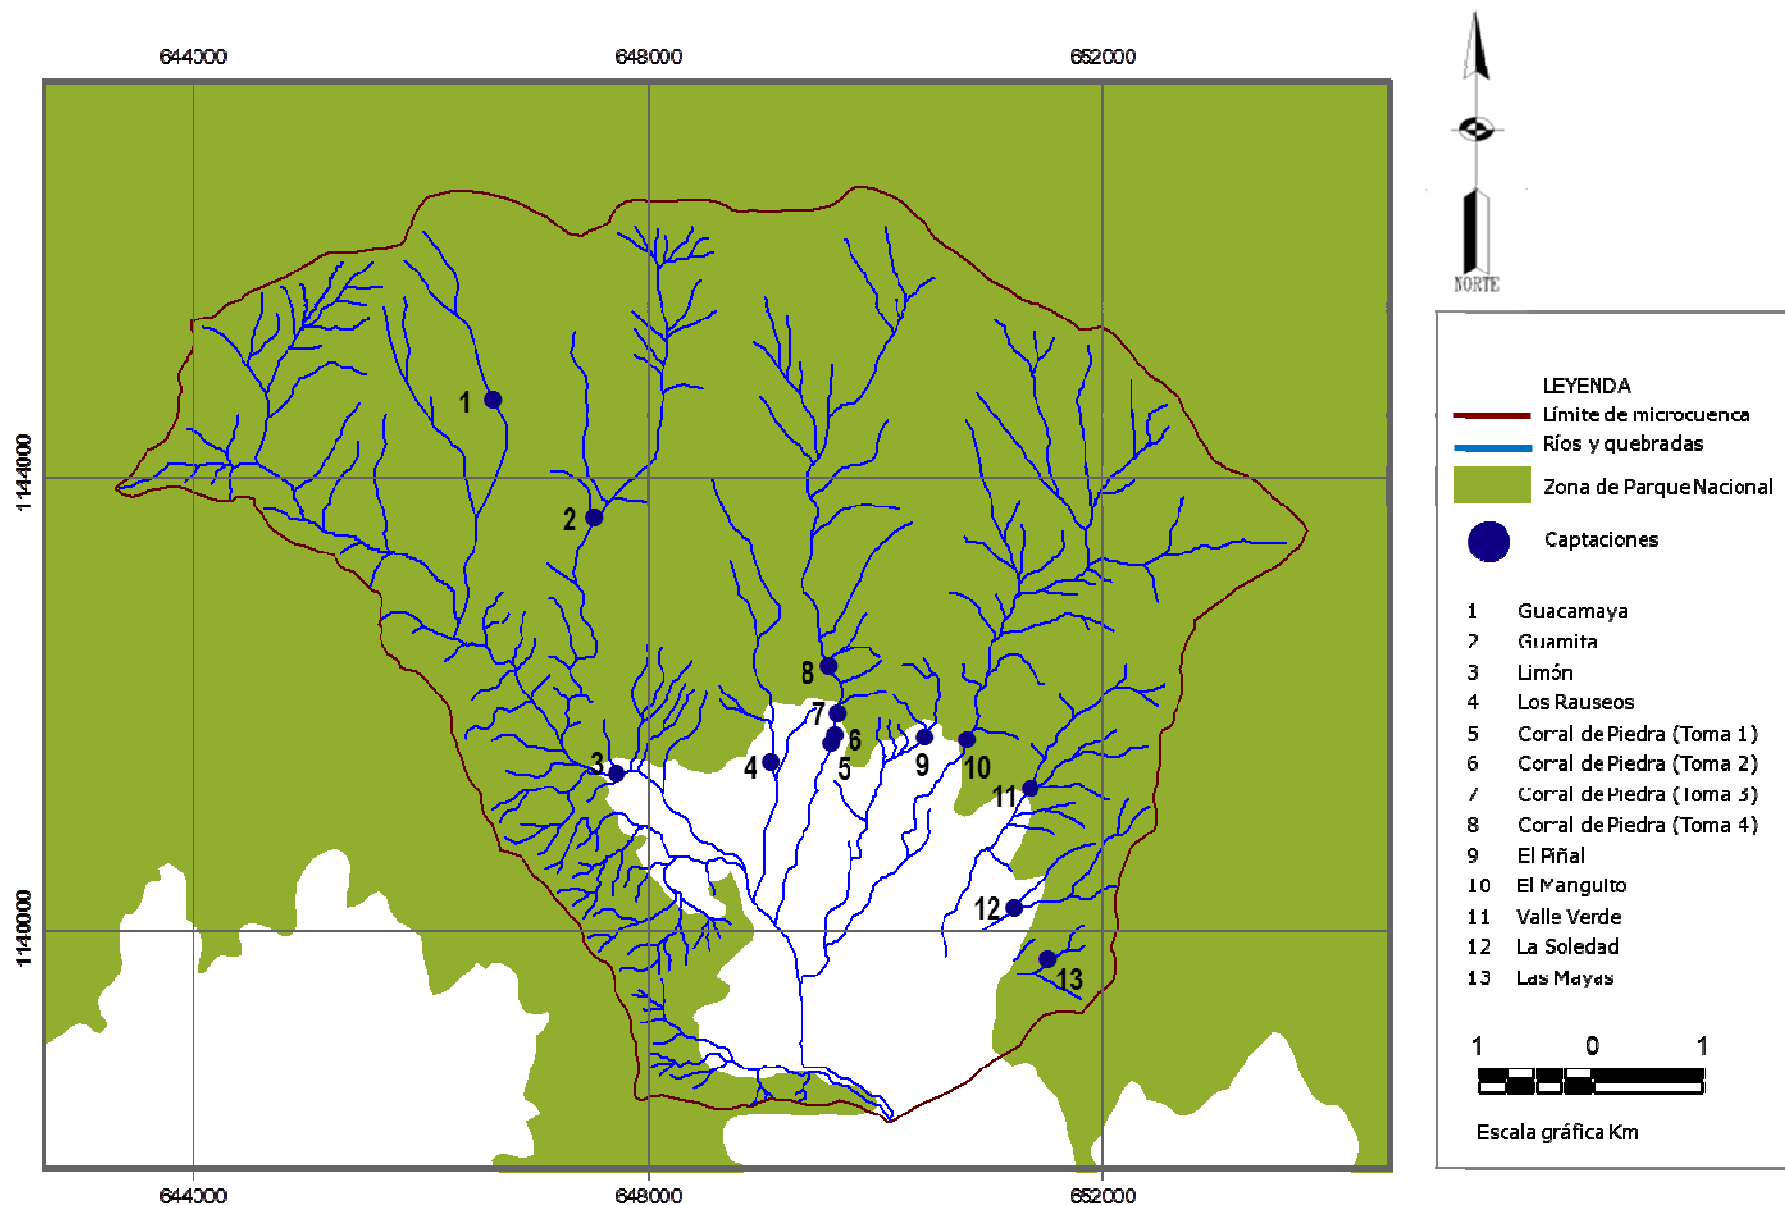 644000 648000 652000
NORTE
1144000
1140000
1
2
3
4
5
6
7
8
9
10
11
12
13
644000 648000 652000
LEYENDA
Límite de microcuenca
Ríos y quebradas
Zona de Parque Nacional
Captaciones
1 Guacamaya
2 Guamita
3 Limón
4 Los Rauseos
5 Corral de Piedra (Toma 1)
6 Corral de Piedra (Toma 2)
7 Corral de Piedra (Toma 3)
8 Corral de Piedra (Toma 4)
9 El Piñal
10 El Manguito
11 Valle Verde
12 La Soledad
13 Las Mayas
1 0 1
Escala gráfica Km